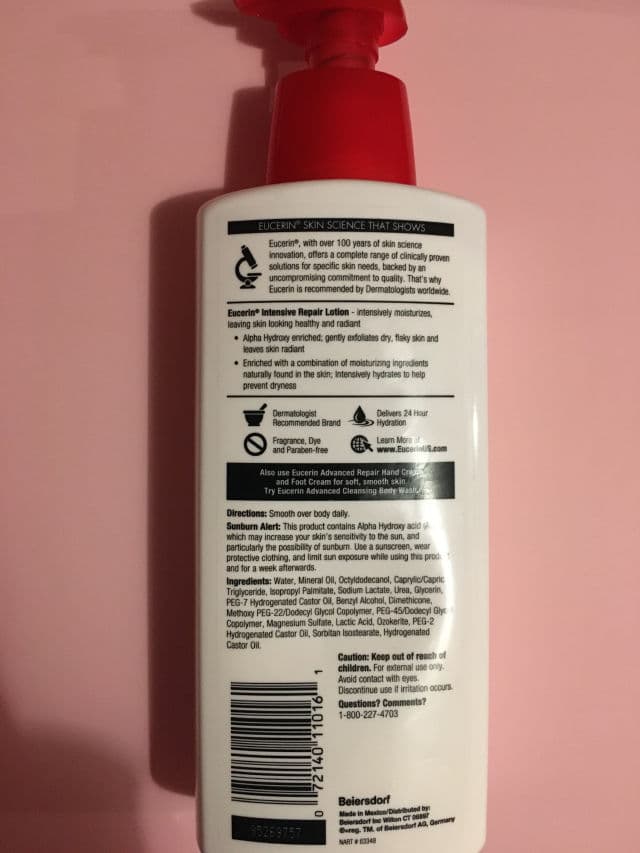 EUCERIN® SKIN SCIENCE THAT SHOWS
Eucerin®, with over 100 years of skin science
innovation, offers a complete range of clinically proven
solutions for specific skin needs, backed by an
uncompromising commitment to quality. That's why
Eucerin is recommended by Dermatologists worldwide.
Eucerin® Intensive Repair Lotion - intensively moisturizes,
leaving skin looking healthy and radiant
• Alpha Hydroxy enriched; gently exfoliates dry, flaky skin and
leaves skin radiant
• Enriched with a combination of moisturizing ingredients
naturally found in the skin; Intensively hydrates to help
prevent dryness
Dermatologist
Recommended Brand
Delivers 24 Hour
Hydration
Fragrance, Dye
and Paraben-free
Learn More at
www.EucerinUS.com
Also use Eucerin Advanced Repair Hand
and Foot Cream for soft, smooth skin.
Try Eucerin Advanced Cleansing Body Wash.
Directions: Smooth over body daily.
Sunburn Alert: This product contains Alpha Hydroxy acid
which may increase your skin's sensitivity to the sun, and
particularly the possibility of sunburn. Use a sunscreen, wear
protective clothing, and limit sun exposure while using this
and for a week afterwards.
Ingredients: Water, Mineral Oil, Octyldodecanol, Caprylic/Capric
Triglyceride, Isopropyl Palmitate, Sodium Lactate, Urea, Glycerin,
PEG-7 Hydrogenated Castor Oil, Benzyl Alcohol, Dimethicone,
Methoxy PEG-22/Dodecyl Glycol Copolymer, PEG-45/Dodecyl
Copolymer, Magnesium Sulfate, Lactic Acid, Ozokerite, PEG-2
Hydrogenated Castor Oil, Sorbitan Isostearate, Hydrogenated
Castor Oil.
Caution: Keep out of reach of
children. For external use only.
Avoid contact with eyes.
Discontinue use if irritation occurs.
Questions? Comments?
1-800-227-4703
0 72140 11016 1
Beiersdorf
Made in Mexico/Distributed by:
Beiersdorf Inc Wilton CT 06897
®=reg. TM. of Beiersdorf AG, Germany
NART # 63348